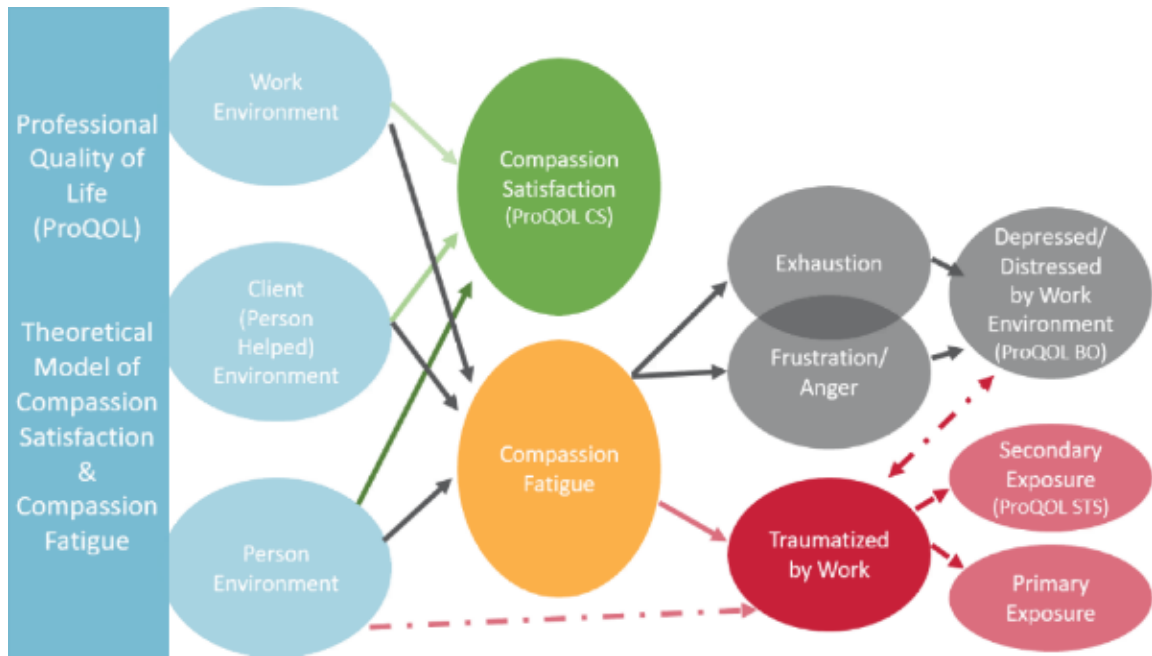 Professional
Quality of
Life
(ProQOL)
Theoretical
Model of
Compassion
Satisfaction
&
Compassion
Fatigue
Work
Environment
Client
(Person
Helped)
Environment
Person
Environment
Compassion
Satisfaction
(ProQOL CS)
Compassion
Fatigue
Exhaustion
Frustration/
Anger
Traumatized
by Work
Depressed/
Distressed
by Work
Environment
(ProQOL BO)
Secondary
Exposure
(ProQOL STS)
Primary
Exposure